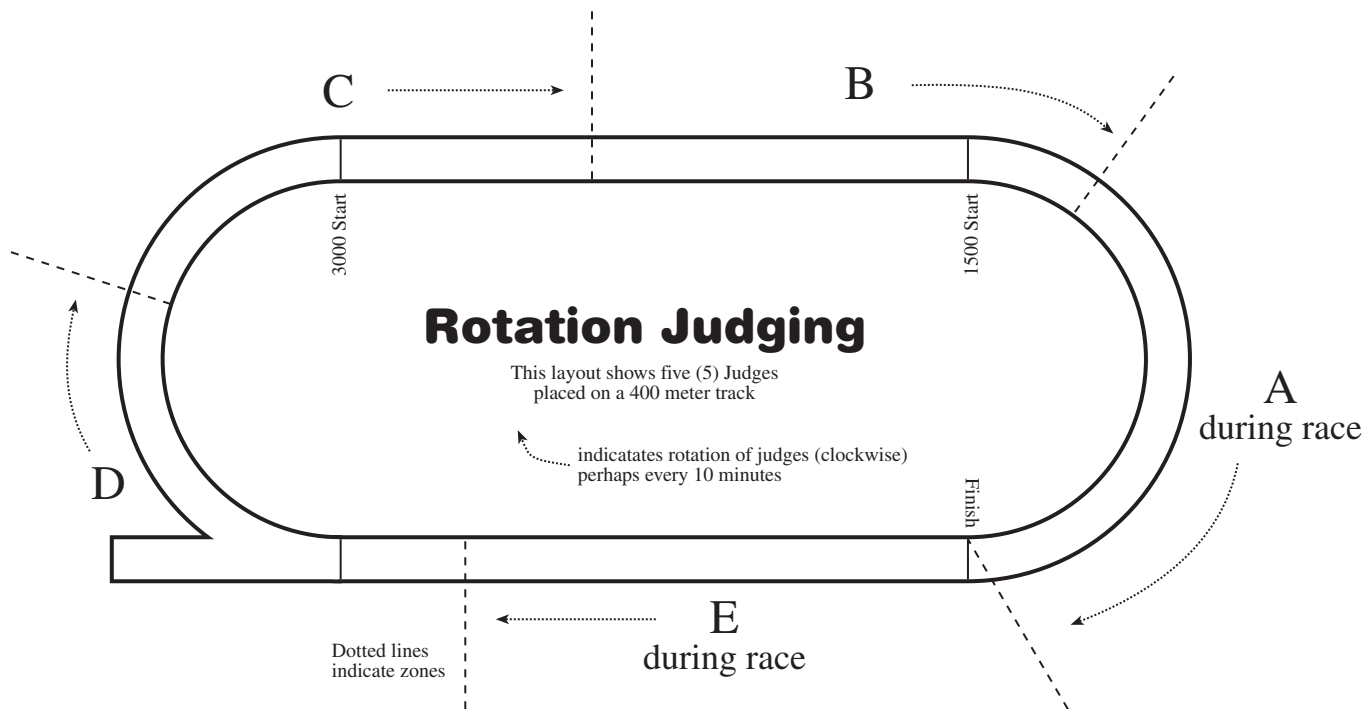 C
B
3000 Start
1500 Start
Rotation Judging
This layout shows five (5) Judges
placed on a 400 meter track
A
during race
indicatates rotation of judges (clockwise)
perhaps every 10 minutes
D
Finish
E
during race
Dotted lines
indicate zones